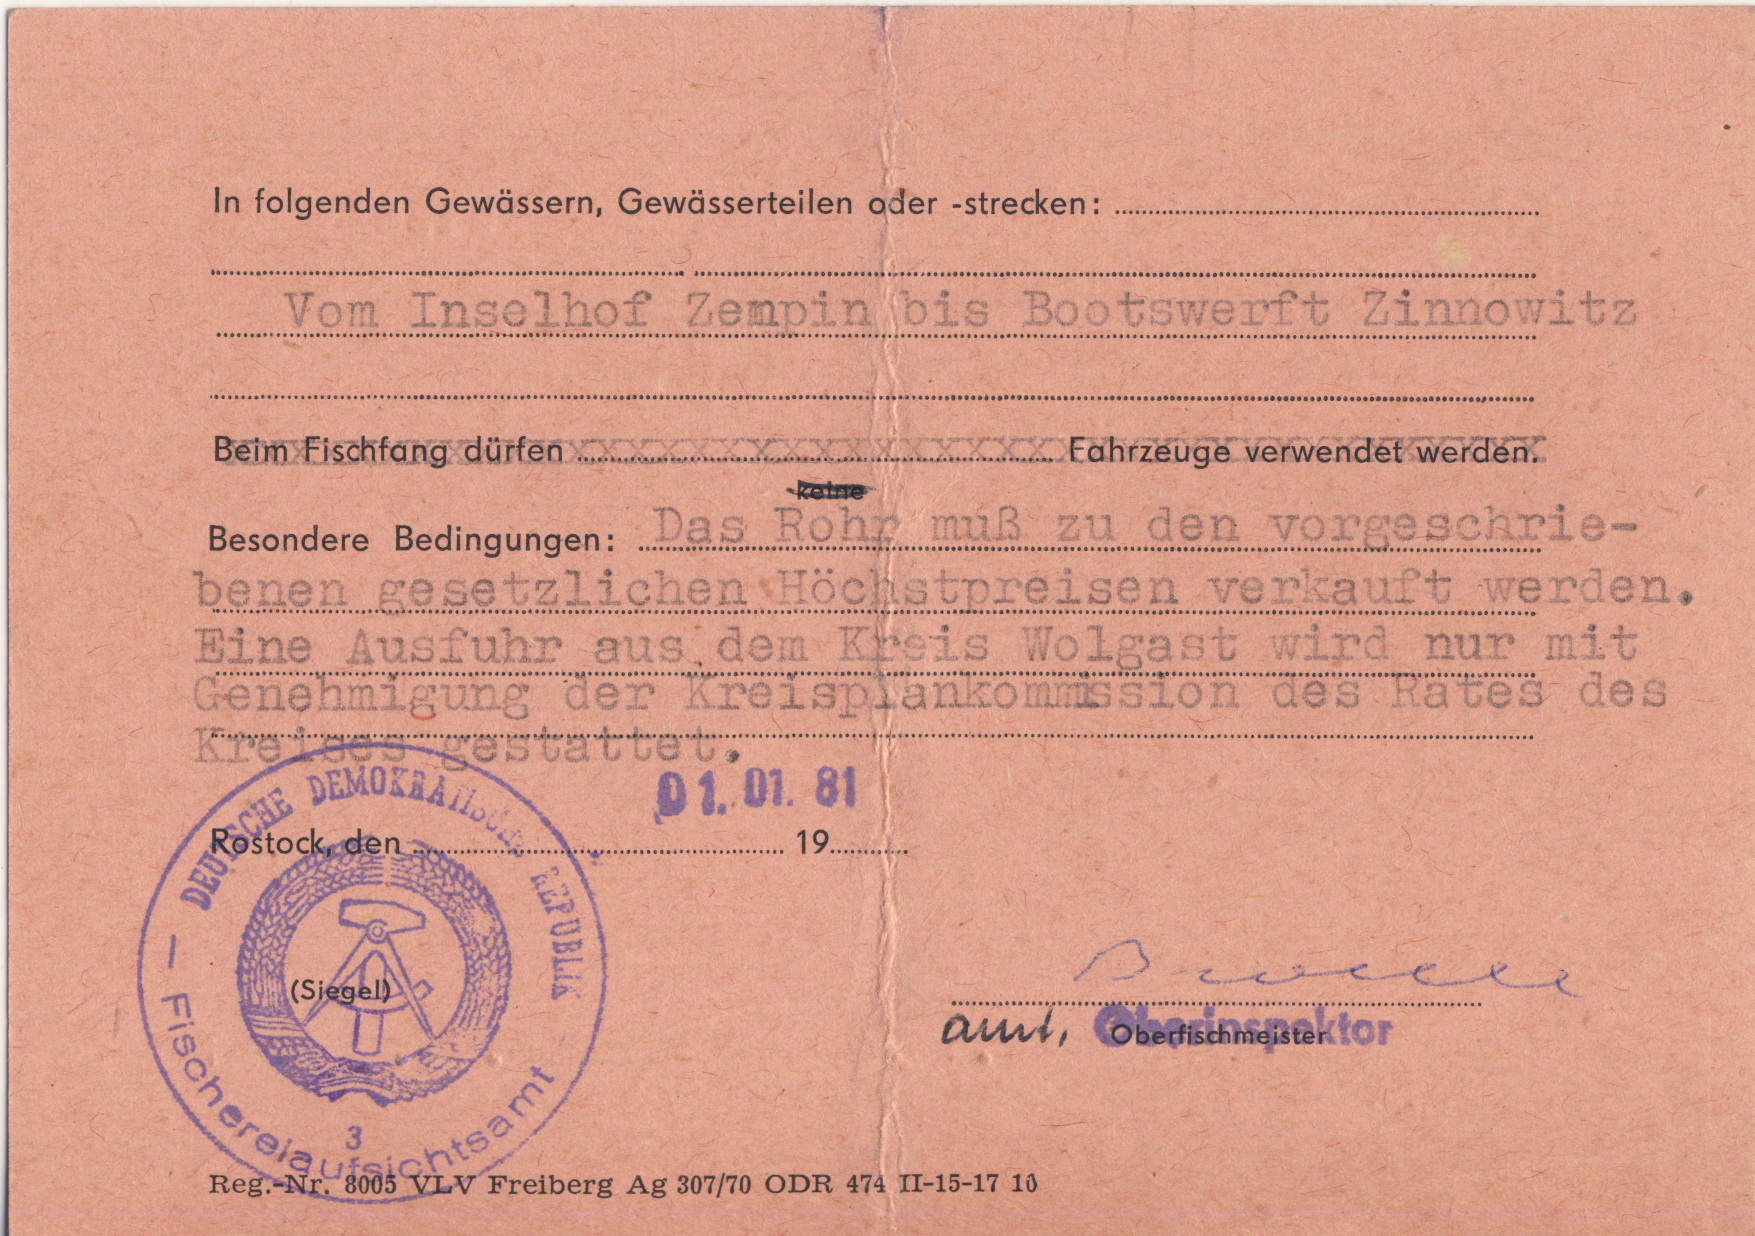 In folgenden Gewässern, Gewässerteilen oder -strecken:
Vom Inselhof Zempin bis Bootswerft Zinnowitz
Beim Fischfang dürfen Fahrzeuge verwendet werden.
keine
Besondere Bedingungen: Das Rohr muß zu den vorgeschrie-
benen gesetzlichen Höchstpreisen verkauft werden.
Eine Ausfuhr aus dem Kreis Wolgast wird nur mit
Genehmigung der Kreisplankommission des Rates des
Kreises gestattet.
01. 01. 81
Rostock, den 19
DEUTSCHE DEMOKRATISCHE REPUBLIK
(Siegel)
Fischereiaufsichtsamt
3
amt. Oberfischmeister
Oberinspektor
Reg.-Nr. 8005 VLV Freiberg Ag 307/70 ODR 474 II-15-17 10